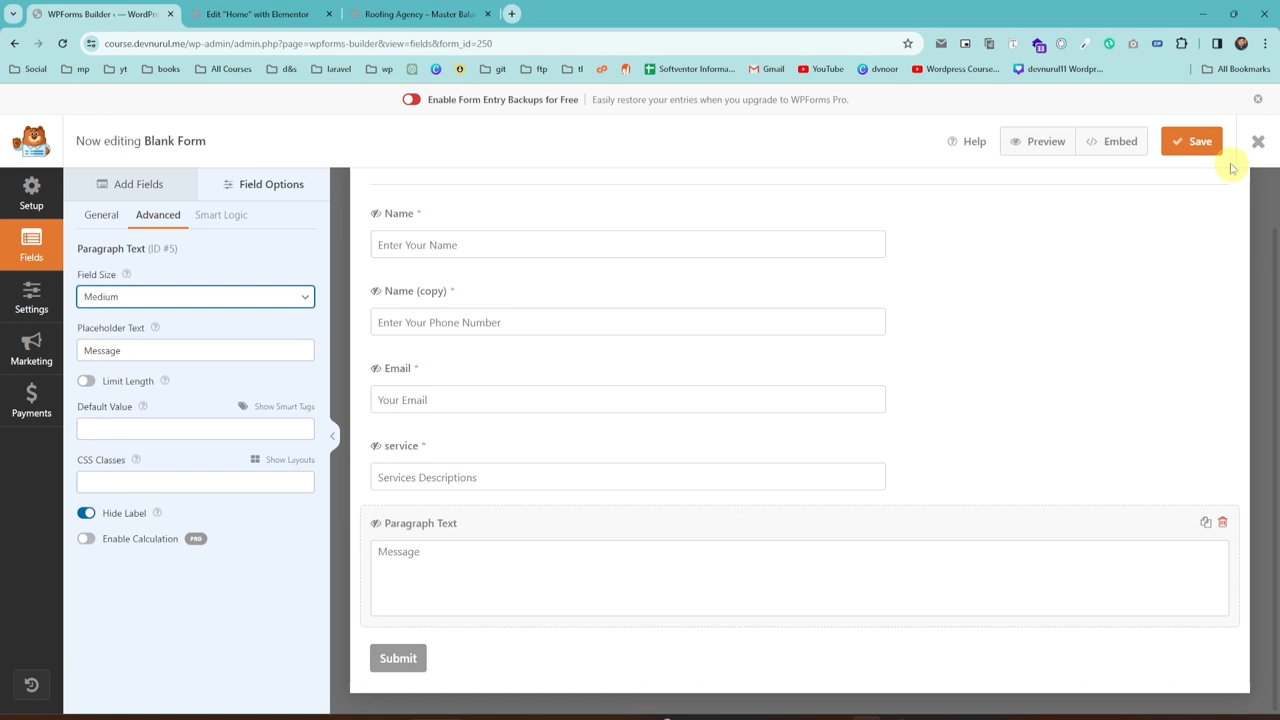 WPForms Builder ‹ — WordPre
Edit "Home" with Elementor
Roofing Agency – Master Bala
course.devnurul.me/wp-admin/admin.php?page=wpforms-builder&view=fields&form_id=250
Social
mp
yt
books
All Courses
d&s
laravel
wp
git
ftp
tl
Softventor Informa...
Gmail
YouTube
dvnoor
Wordpress Course...
devnurul11 Wordpr...
All Bookmarks
Enable Form Entry Backups for Free
Easily restore your entries when you upgrade to WPForms Pro.
Now editing Blank Form
Help
Preview
Embed
Save
Setup
Fields
Settings
Marketing
Payments
Add Fields
Field Options
General
Advanced
Smart Logic
Paragraph Text (ID #5)
Field Size
Medium
Placeholder Text
Message
Limit Length
Default Value
Show Smart Tags
CSS Classes
Show Layouts
Hide Label
Enable Calculation PRO
Name *
Enter Your Name
Name (copy) *
Enter Your Phone Number
Email *
Your Email
service *
Services Descriptions
Paragraph Text
Message
Submit